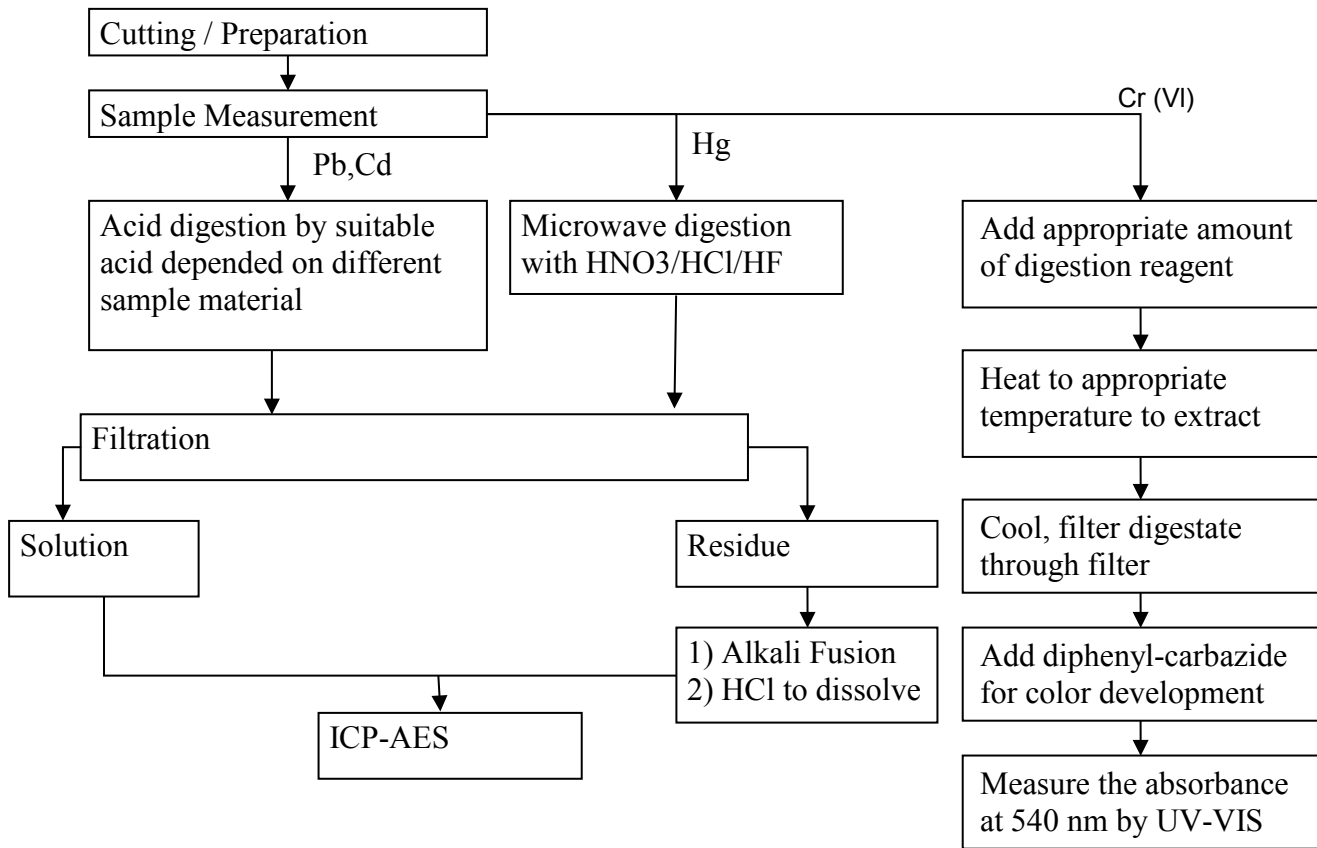 Cutting / Preparation
Sample Measurement
Cr (VI)
Hg
Pb,Cd
Acid digestion by suitable
acid depended on different
sample material
Microwave digestion
with HNO3/HCl/HF
Add appropriate amount
of digestion reagent
Heat to appropriate
temperature to extract
Filtration
Cool, filter digestate
through filter
Solution
Residue
1) Alkali Fusion
2) HCl to dissolve
Add diphenyl-carbazide
for color development
ICP-AES
Measure the absorbance
at 540 nm by UV-VIS